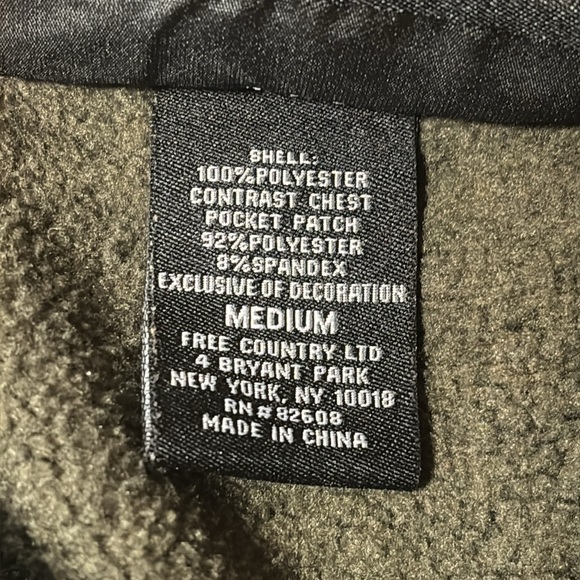 SHELL:
100%POLYESTER
CONTRAST CHEST
POCKET PATCH
92%POLYESTER
8%SPANDEX
EXCLUSIVE OF DECORATION
MEDIUM
FREE COUNTRY LTD
4 BRYANT PARK
NEW YORK, NY 10018
RN # 82608
MADE IN CHINA